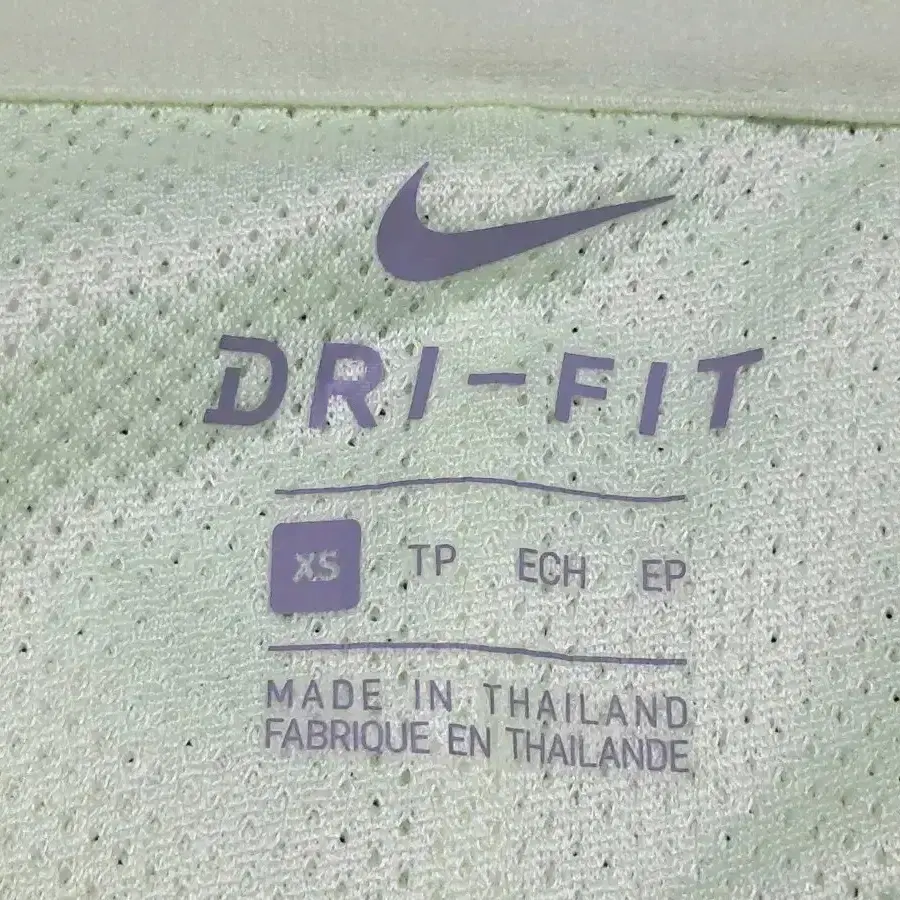 DRI-FIT
XS TP ECH EP
MADE IN THAILAND
FABRIQUE EN THAILANDE